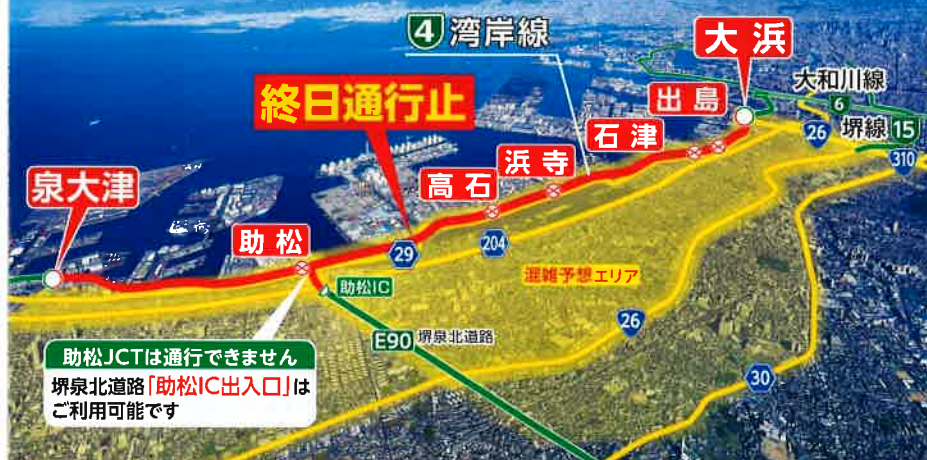 4 湾岸線
大浜
大和川線
6
出島
終日通行止
堺線 15
26
石津
310
浜寺
高石
泉大津
助松
204
29
混雑予想エリア
助松IC
26
E90 堺泉北道路
助松JCTは通行できません
堺泉北道路「助松IC出入口」は
ご利用可能です
30